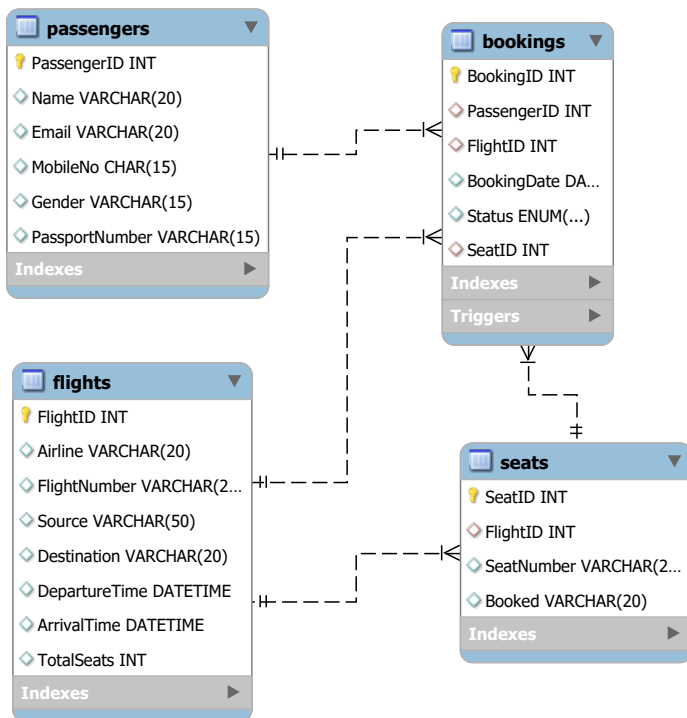 passengers
PassengerID INT
Name VARCHAR(20)
Email VARCHAR(20)
MobileNo CHAR(15)
Gender VARCHAR(15)
PassportNumber VARCHAR(15)
Indexes
bookings
BookingID INT
PassengerID INT
FlightID INT
BookingDate DA...
Status ENUM(...)
SeatID INT
Indexes
Triggers
flights
FlightID INT
Airline VARCHAR(20)
FlightNumber VARCHAR(2...
Source VARCHAR(50)
Destination VARCHAR(20)
DepartureTime DATETIME
ArrivalTime DATETIME
TotalSeats INT
Indexes
seats
SeatID INT
FlightID INT
SeatNumber VARCHAR(2...
Booked VARCHAR(20)
Indexes